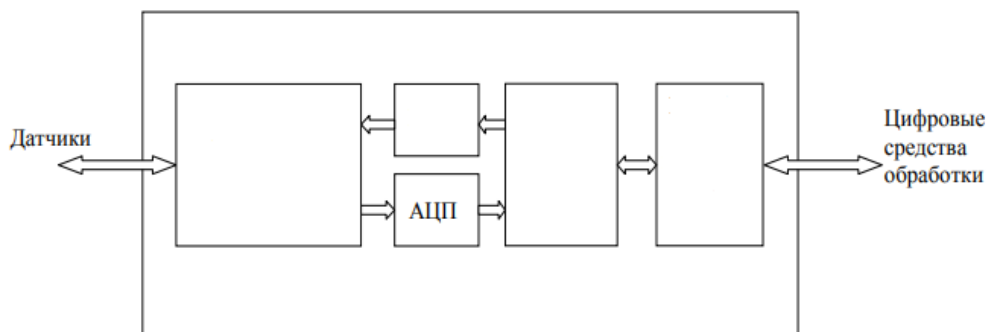 Датчики
АЦП
Цифровые
средства
обработки